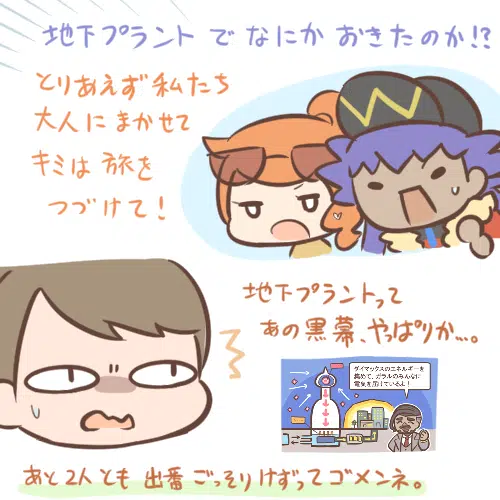 地下プラント で なにか おきたのか!?
とりあえず私たち
大人に まかせて
キミは 旅を
つづけて!
地下プラントって
あの黒幕、やっぱりか…。
ダイマックスのエネルギーを
集めて、ガラルのみんなに
電気を届けているよ!
あと2人とも 出番 ごっそりけずって ゴメンネ。